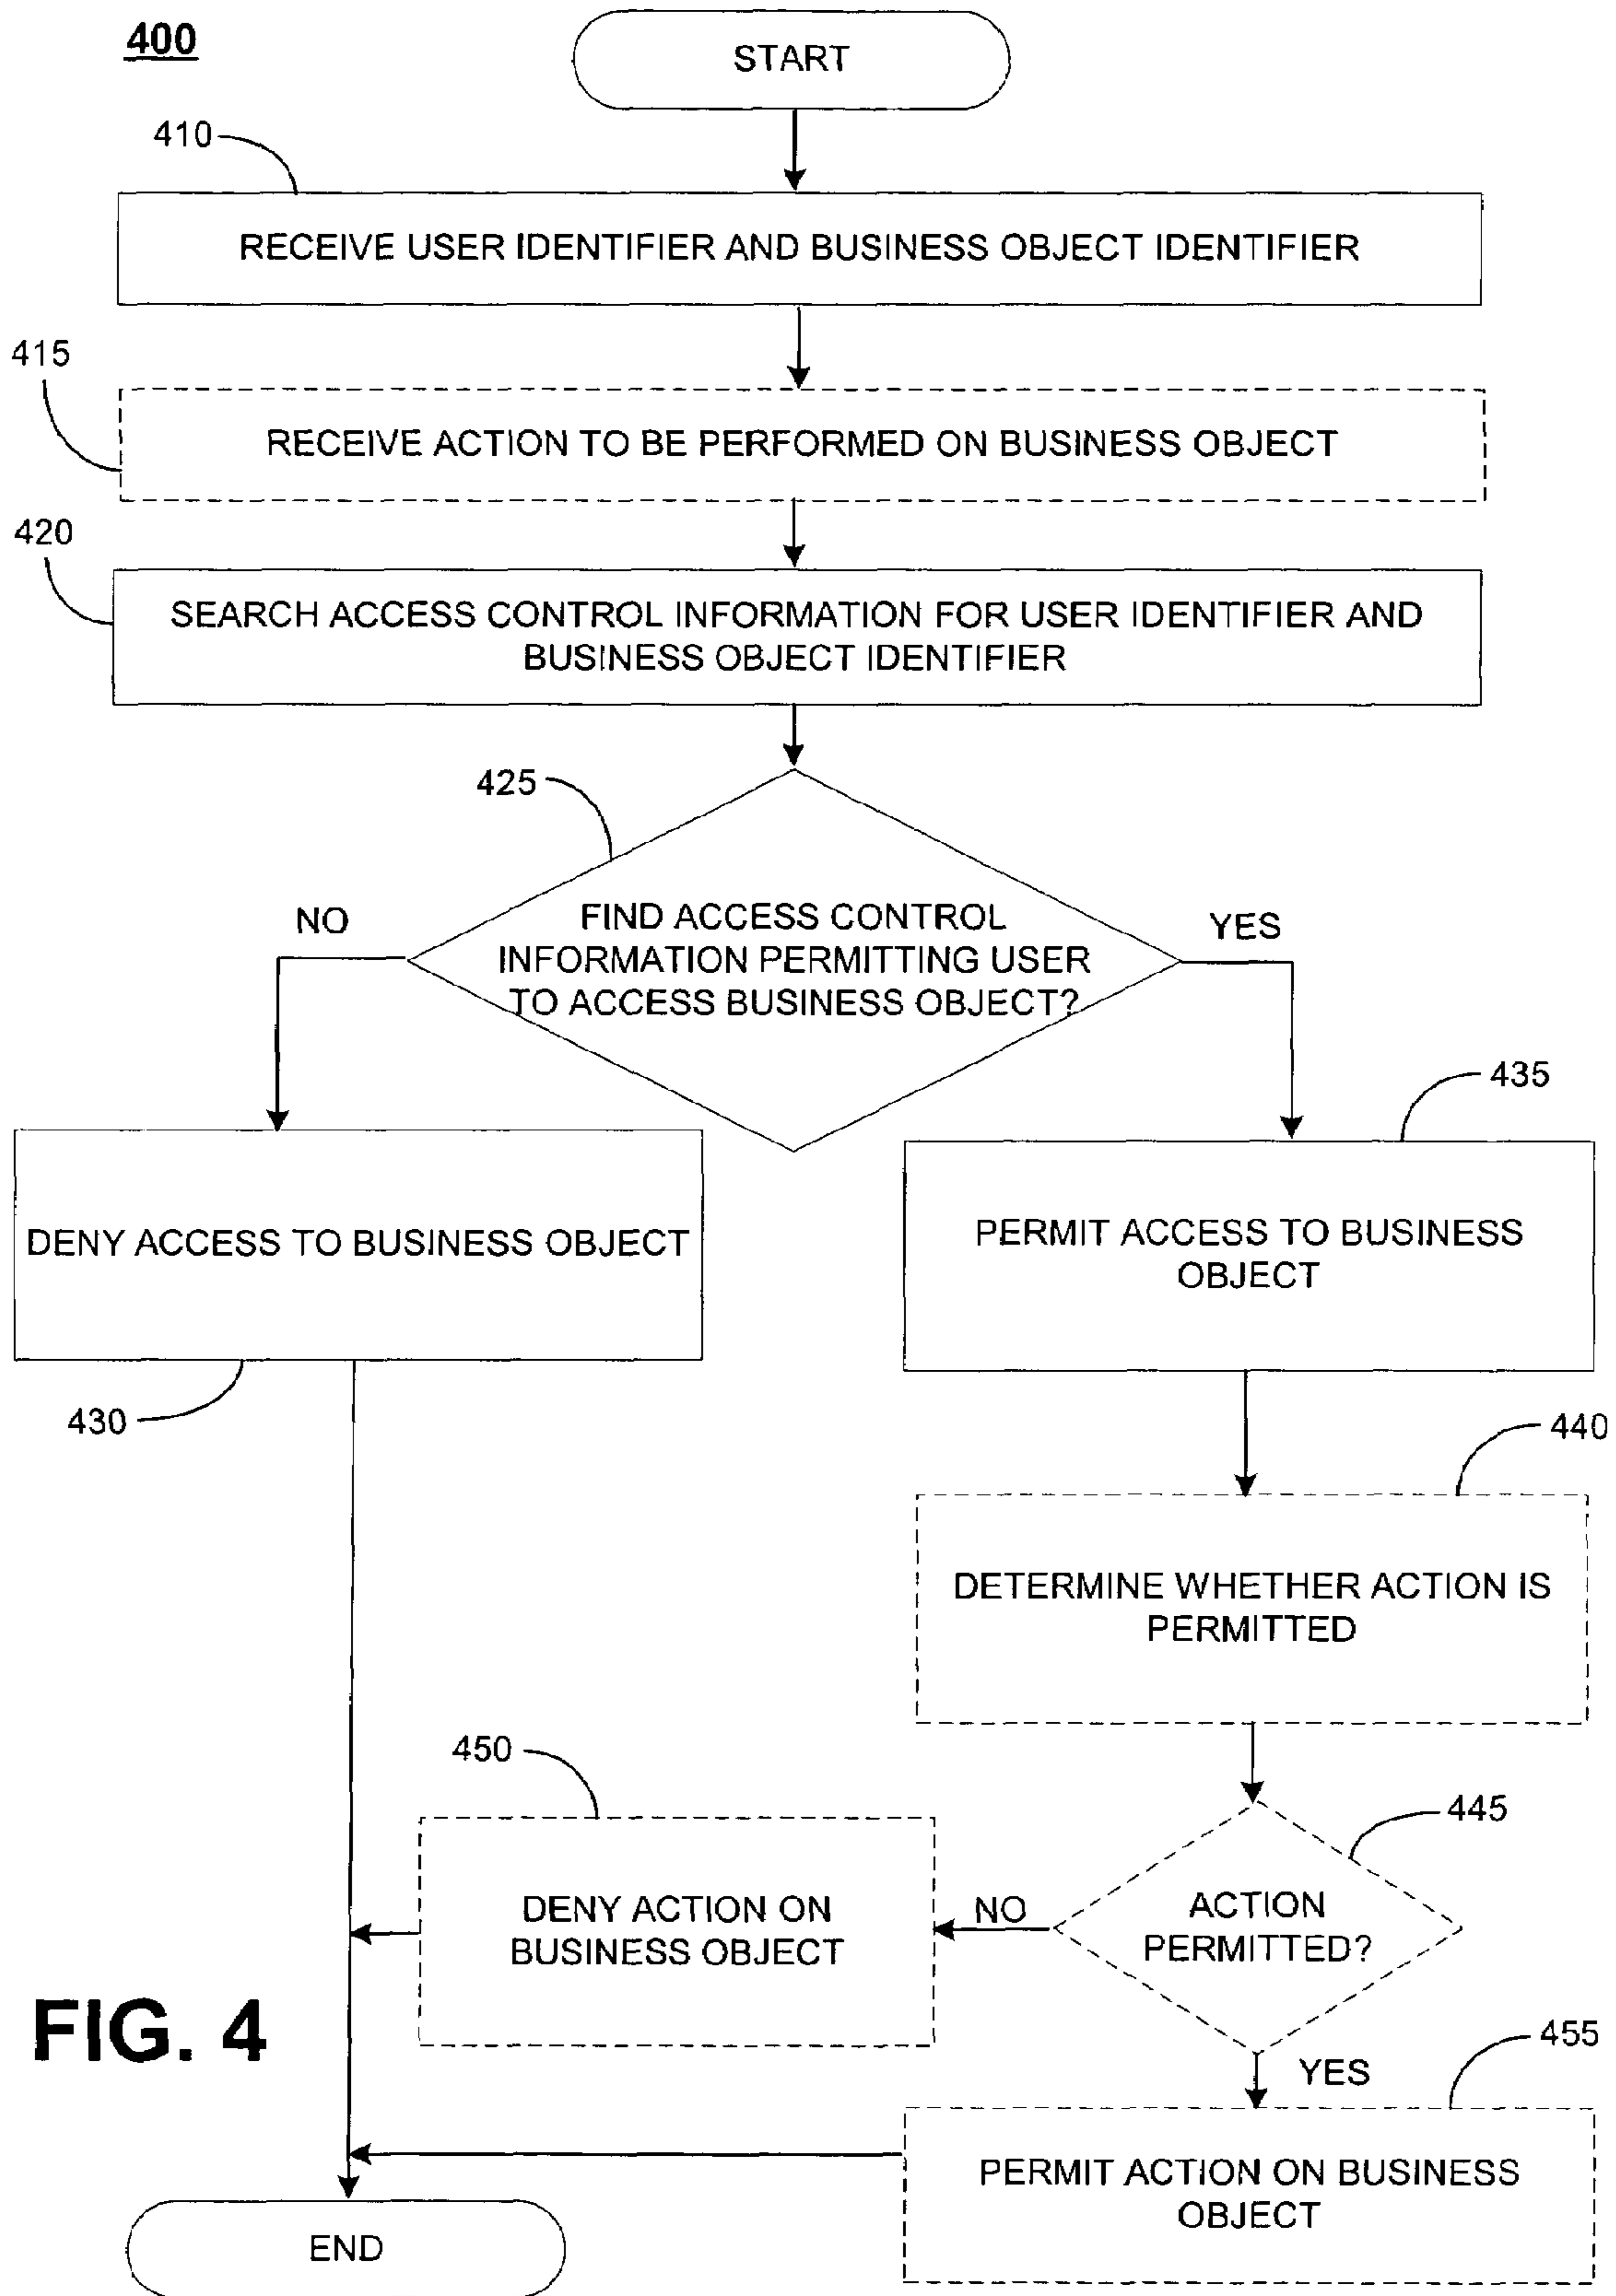 400
START
410
RECEIVE USER IDENTIFIER AND BUSINESS OBJECT IDENTIFIER
415
RECEIVE ACTION TO BE PERFORMED ON BUSINESS OBJECT
420
SEARCH ACCESS CONTROL INFORMATION FOR USER IDENTIFIER AND
BUSINESS OBJECT IDENTIFIER
425
FIND ACCESS CONTROL
INFORMATION PERMITTING USER
TO ACCESS BUSINESS OBJECT?
NO
YES
435
DENY ACCESS TO BUSINESS OBJECT
PERMIT ACCESS TO BUSINESS
OBJECT
430
440
DETERMINE WHETHER ACTION IS
PERMITTED
450
445
DENY ACTION ON
BUSINESS OBJECT
NO
ACTION
PERMITTED?
FIG. 4
455
YES
PERMIT ACTION ON BUSINESS
OBJECT
END